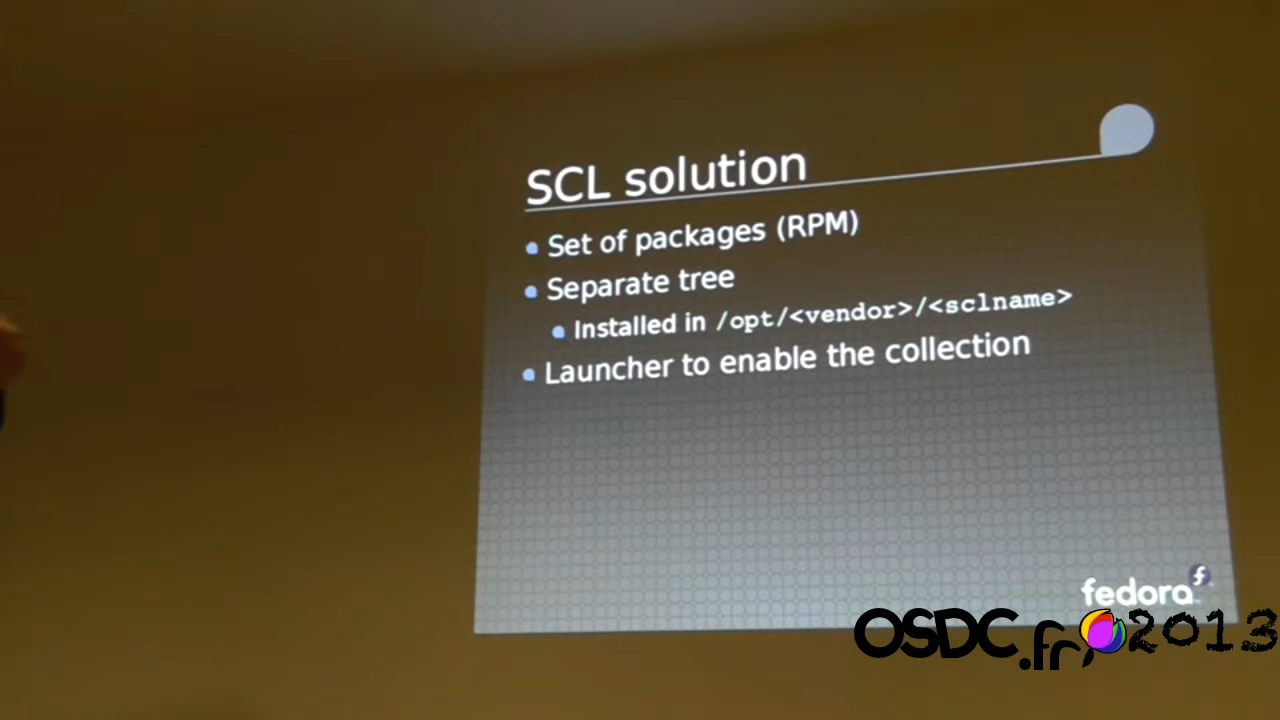 SCL solution
Set of packages (RPM)
Separate tree
Installed in /opt/<vendor>/<sclname>
Launcher to enable the collection
fedora
OSDC.fr 2013